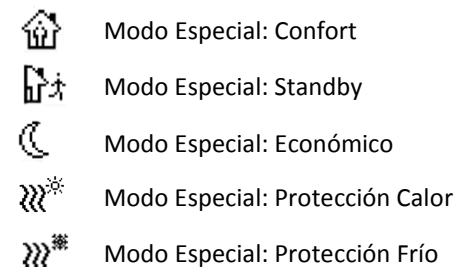 Modo Especial: Confort
Modo Especial: Standby
Modo Especial: Económico
Modo Especial: Protección Calor
Modo Especial: Protección Frío